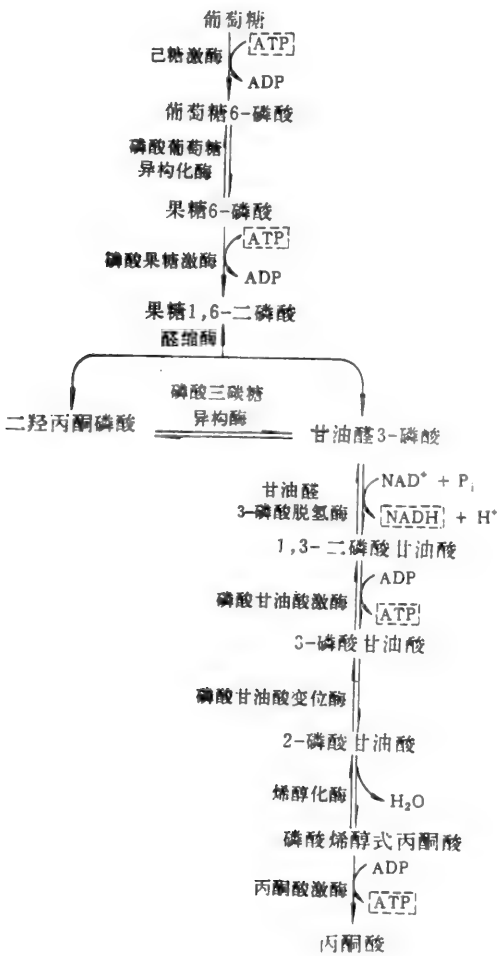 葡萄糖
己糖激酶
ATP
ADP
葡萄糖6-磷酸
磷酸葡萄糖
异构化酶
果糖6-磷酸
磷酸果糖激酶
ATP
ADP
果糖1,6-二磷酸
醛缩酶
磷酸三碳糖
异构酶
二羟丙酮磷酸
甘油醛3-磷酸
甘油醛
3-磷酸脱氢酶
NAD⁺ + Pᵢ
NADH + H⁺
1,3-二磷酸甘油酸
磷酸甘油酸激酶
ADP
ATP
3-磷酸甘油酸
磷酸甘油酸变位酶
2-磷酸甘油酸
烯醇化酶
H₂O
磷酸烯醇式丙酮酸
丙酮酸激酶
ADP
ATP
丙酮酸